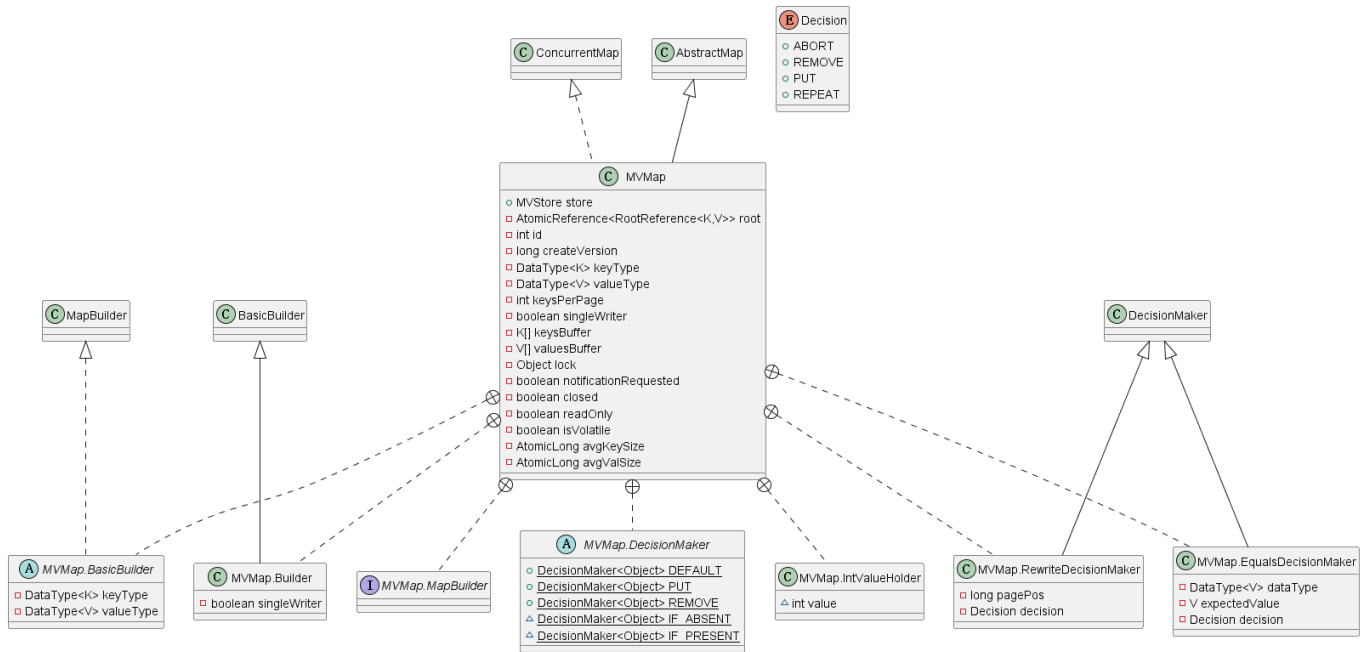 E Decision
ABORT
REMOVE
PUT
REPEAT
C ConcurrentMap
C AbstractMap
C MVMap
MVStore store
AtomicReference<RootReference<K,V>> root
int id
long createVersion
DataType<K> keyType
DataType<V> valueType
int keysPerPage
boolean singleWriter
K[] keysBuffer
V[] valuesBuffer
Object lock
boolean notificationRequested
boolean closed
boolean readOnly
boolean isVolatile
AtomicLong avgKeySize
AtomicLong avgValSize
C MapBuilder
C BasicBuilder
C DecisionMaker
A MVMap.BasicBuilder
DataType<K> keyType
DataType<V> valueType
C MVMap.Builder
boolean singleWriter
I MVMap.MapBuilder
A MVMap.DecisionMaker
DecisionMaker<Object> DEFAULT
DecisionMaker<Object> PUT
DecisionMaker<Object> REMOVE
DecisionMaker<Object> IF_ABSENT
DecisionMaker<Object> IF_PRESENT
C MVMap.IntValueHolder
int value
C MVMap.RewriteDecisionMaker
long pagePos
Decision decision
C MVMap.EqualsDecisionMaker
DataType<V> dataType
V expectedValue
Decision decision